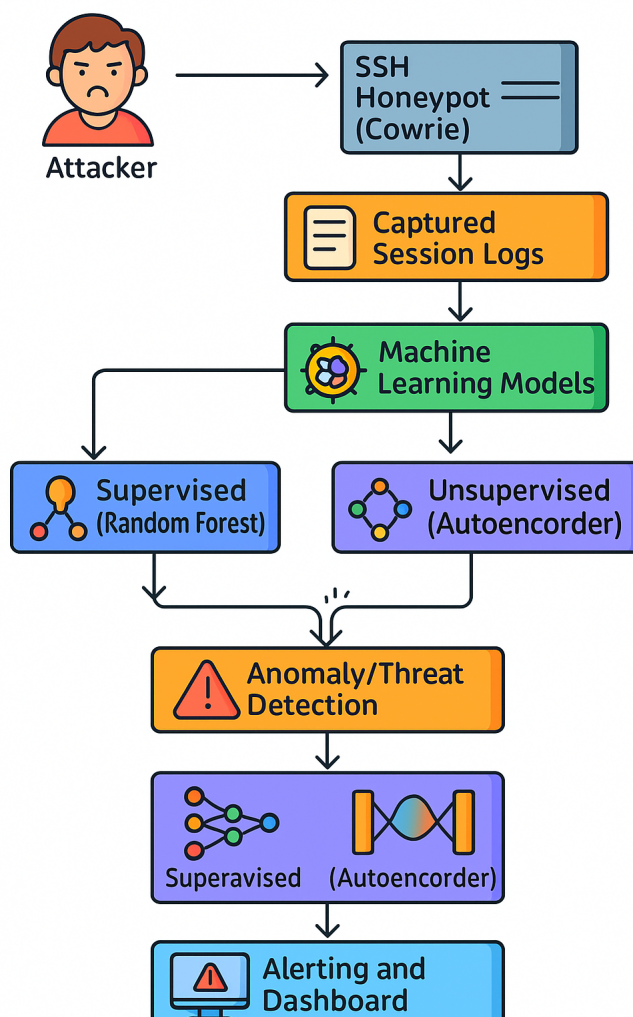 Attacker
SSH
Honeypot
(Cowrie)
Captured
Session Logs
Machine
Learning Models
Supervised
(Random Forest)
Unsupervised
(Autoencorder)
Anomaly/Threat
Detection
Superavised
(Autoencorder)
Alerting and
Dashboard